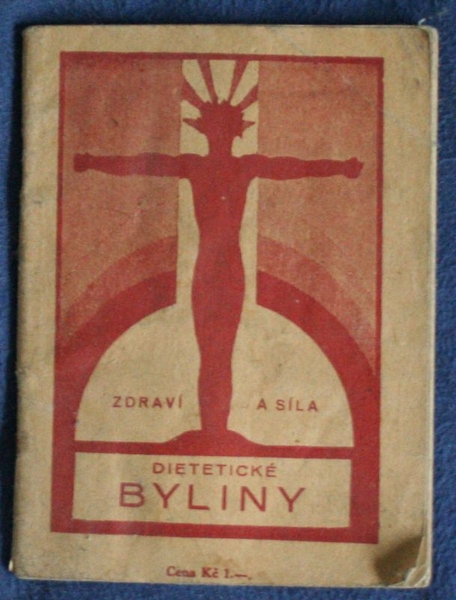 ZDRAVÍ A SÍLA
DIETETICKÉ
BYLINY
Cena Kč 1.—.